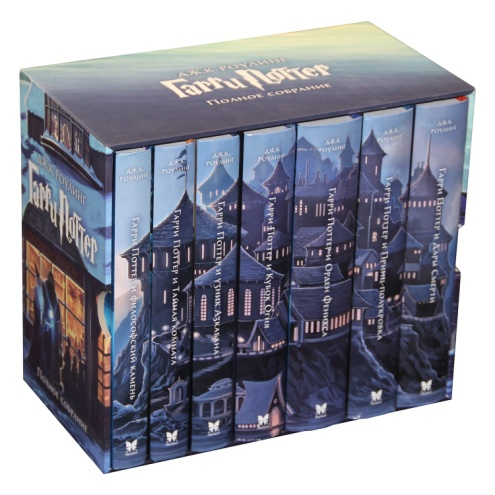 ДЖ.К. РОУЛИНГ
Гарри Поттер
Полное собрание
ДЖ.К. РОУЛИНГ
Гарри Поттер
Полное собрание
ДЖ.К.
РОУЛИНГ
Гарри Поттер и философский камень
ДЖ.К.
РОУЛИНГ
Гарри Поттер и Тайная комната
ДЖ.К.
РОУЛИНГ
Гарри Поттер и узник Азкабана
ДЖ.К.
РОУЛИНГ
Гарри Поттер и Кубок Огня
ДЖ.К.
РОУЛИНГ
Гарри Поттер и Орден Феникса
ДЖ.К.
РОУЛИНГ
Гарри Поттер и Принц-полукровка
ДЖ.К.
РОУЛИНГ
Гарри Поттер и Дары Смерти